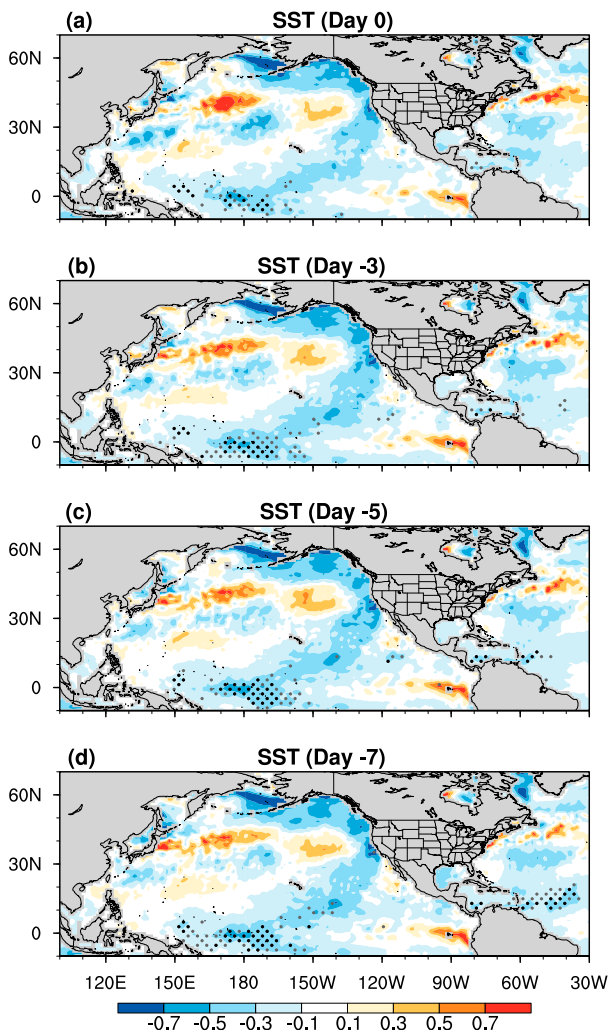 (a) SST (Day 0)
60N
30N
0
(b) SST (Day -3)
60N
30N
0
(c) SST (Day -5)
60N
30N
0
(d) SST (Day -7)
60N
30N
0
120E 150E 180 150W 120W 90W 60W 30W
-0.7 -0.5 -0.3 -0.1 0.1 0.3 0.5 0.7